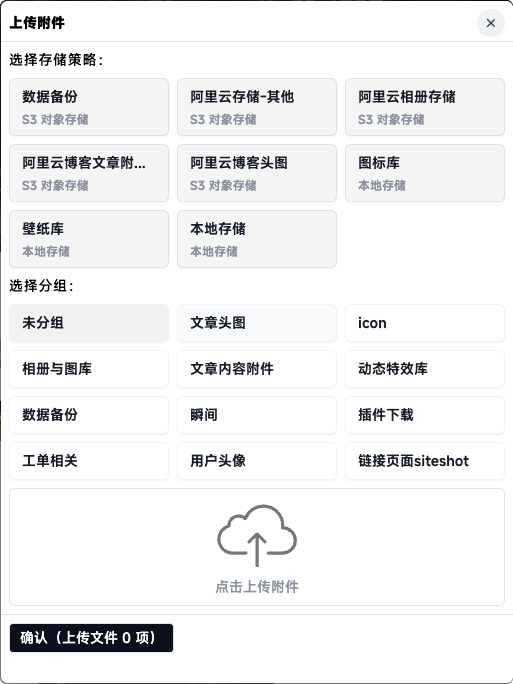 上传附件
选择存储策略:
数据备份
S3 对象存储
阿里云存储-其他
S3 对象存储
阿里云相册存储
S3 对象存储
阿里云博客文章附...
S3 对象存储
阿里云博客头图
S3 对象存储
图标库
本地存储
壁纸库
本地存储
本地存储
本地存储
选择分组:
未分组
文章头图
icon
相册与图库
文章内容附件
动态特效库
数据备份
瞬间
插件下载
工单相关
用户头像
链接页面siteshot
点击上传附件
确认（上传文件 0 项）